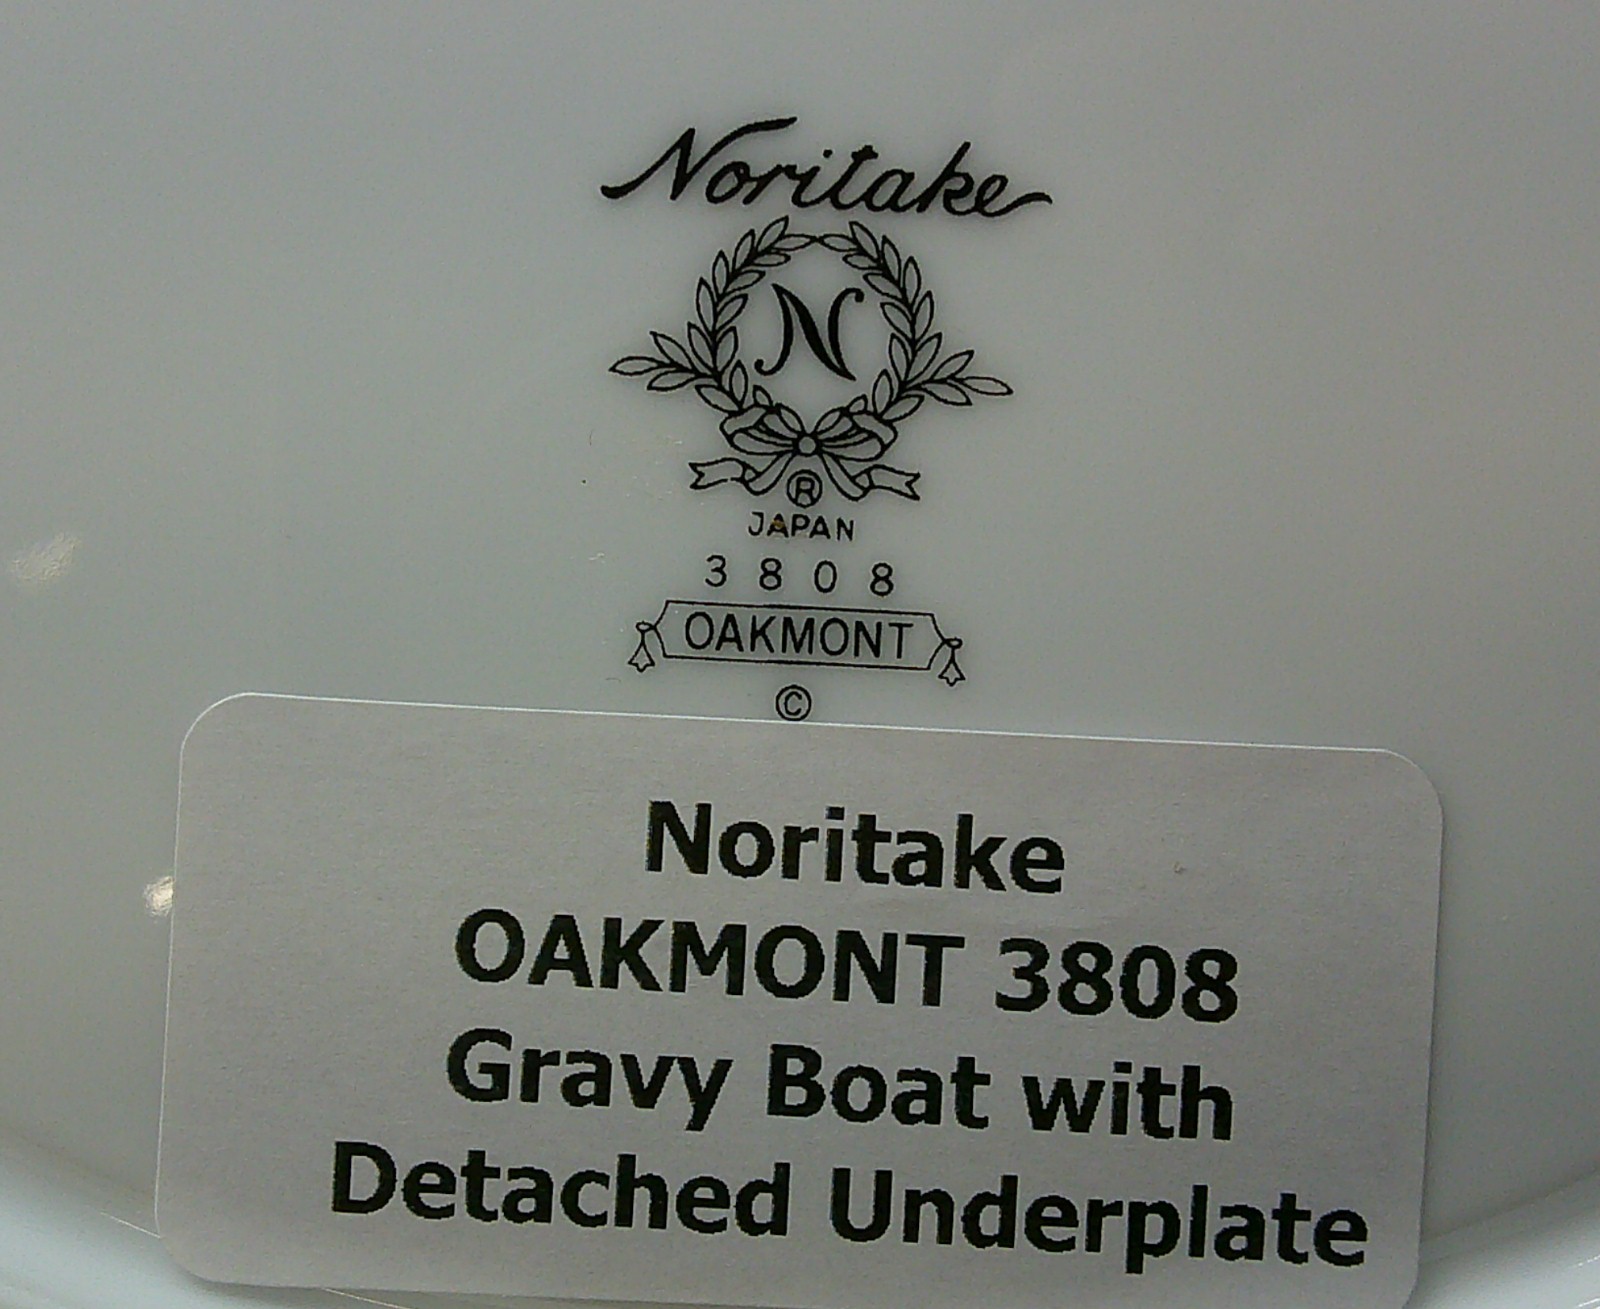 Noritake
N
®
JAPAN
3808
OAKMONT
©
Noritake
OAKMONT 3808
Gravy Boat with
Detached Underplate